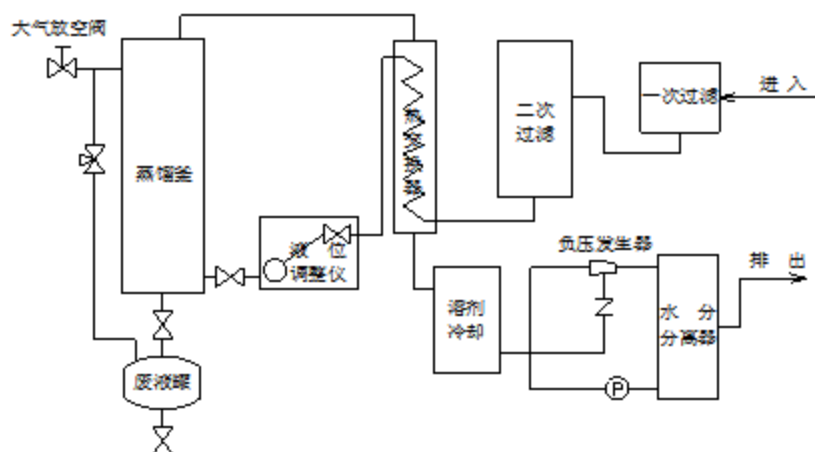 大气放空阀
蒸馏釜
液 位
调整仪
热交换器
二次
过滤
一次过滤
进 入
溶剂
冷却
负压发生器
水 分
分离器
排 出
废液罐
P